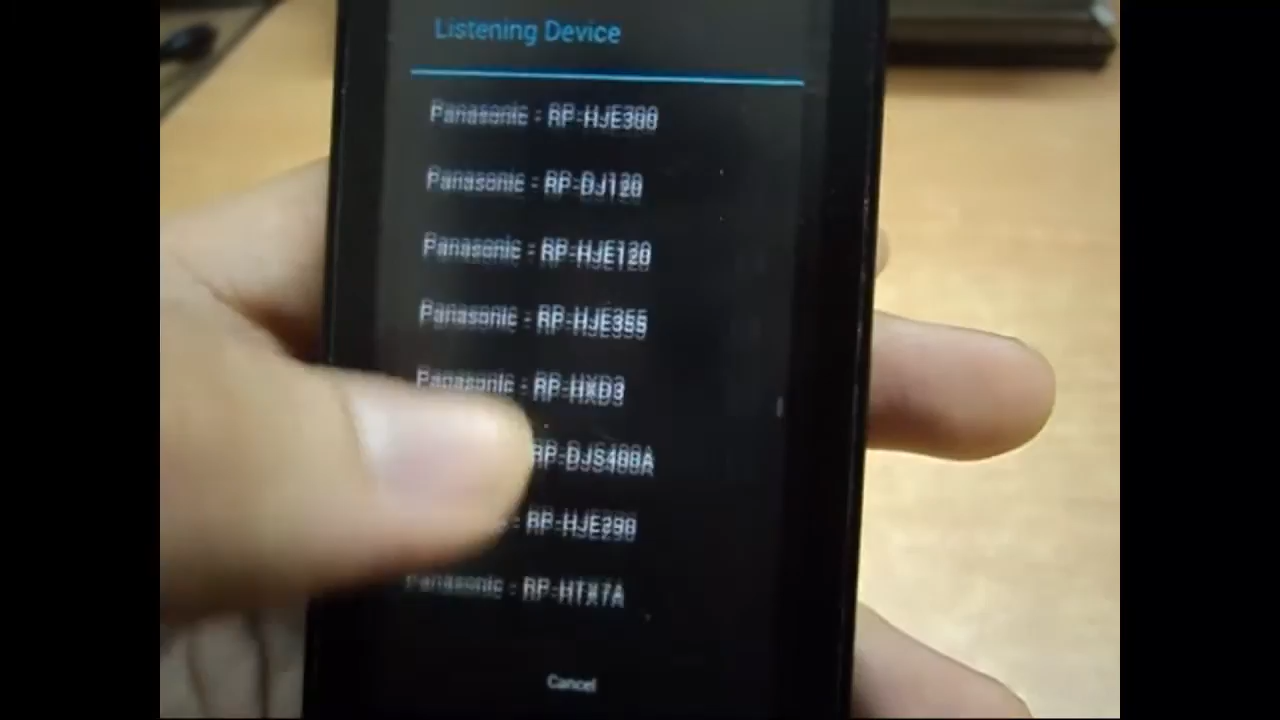 Listening Device
Panasonic - RP-HJE300
Panasonic - RP-DJ120
Panasonic - RP-HJE120
Panasonic - RP-HJE355
Panasonic - RP-HXD3
RP-DJS400A
RP-HJE290
Panasonic - RP-HTX7A
Cancel